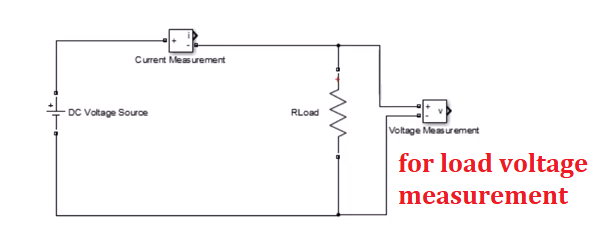 i
+
-
Current Measurement
+
DC Voltage Source
RLoad
+
+
-
v
Voltage Measurement
for load voltage
measurement